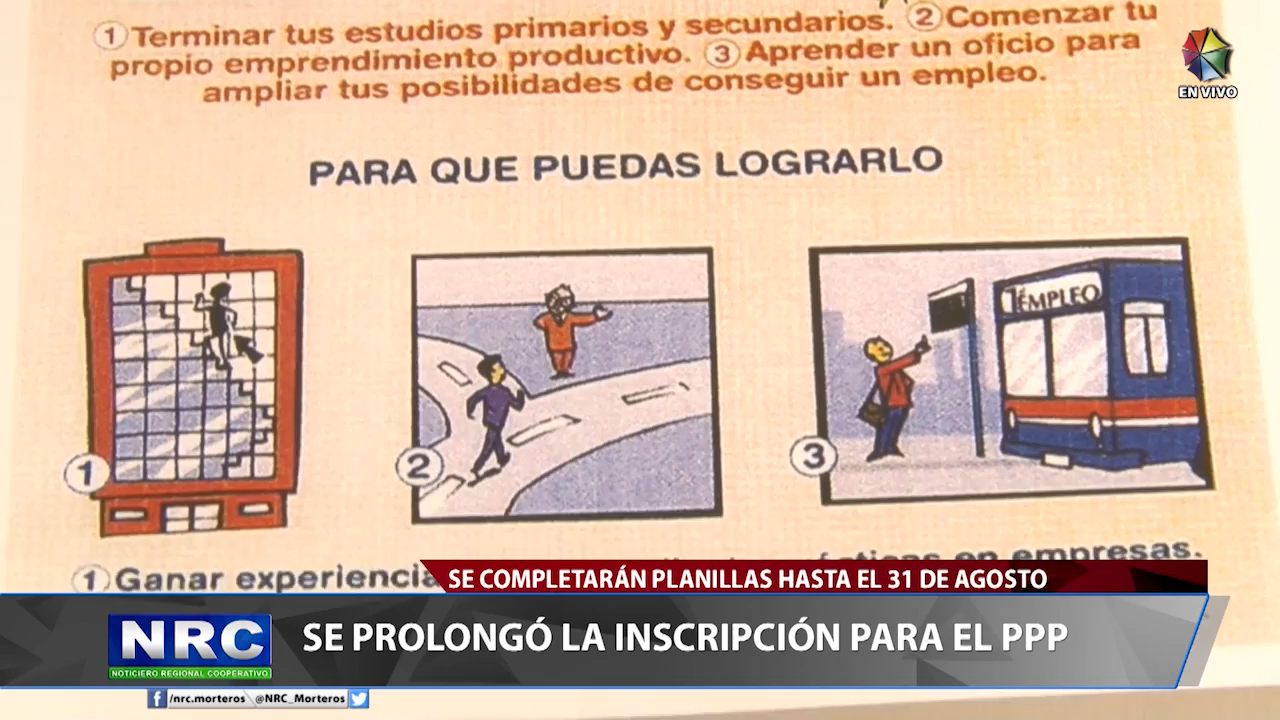 ① Terminar tus estudios primarios y secundarios. ② Comenzar tu
propio emprendimiento productivo. ③ Aprender un oficio para
ampliar tus posibilidades de conseguir un empleo.
EN VIVO
PARA QUE PUEDAS LOGRARLO
EMPLEO
1
2
3
① Ganar experiencia
en empresas.
SE COMPLETARÁN PLANILLAS HASTA EL 31 DE AGOSTO
NRC
NOTICIERO REGIONAL COOPERATIVO
SE PROLONGÓ LA INSCRIPCIÓN PARA EL PPP
/nrc.morteros @NRC_Morteros